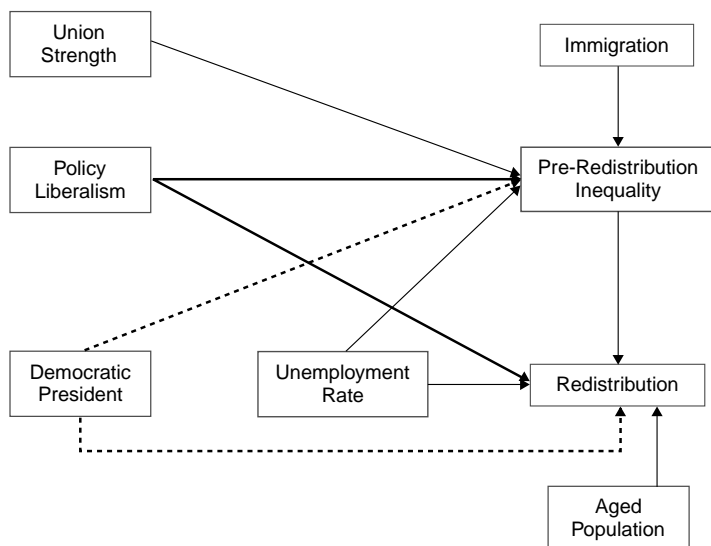 Union
Strength
Immigration
Policy
Liberalism
Pre-Redistribution
Inequality
Democratic
President
Unemployment
Rate
Redistribution
Aged
Population